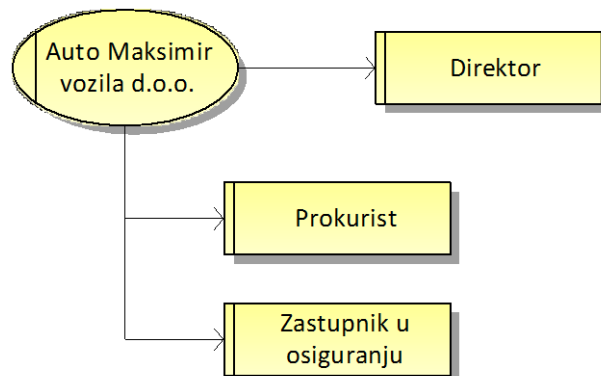 Auto Maksimir
vozila d.o.o.
Direktor
Prokurist
Zastupnik u
osiguranju